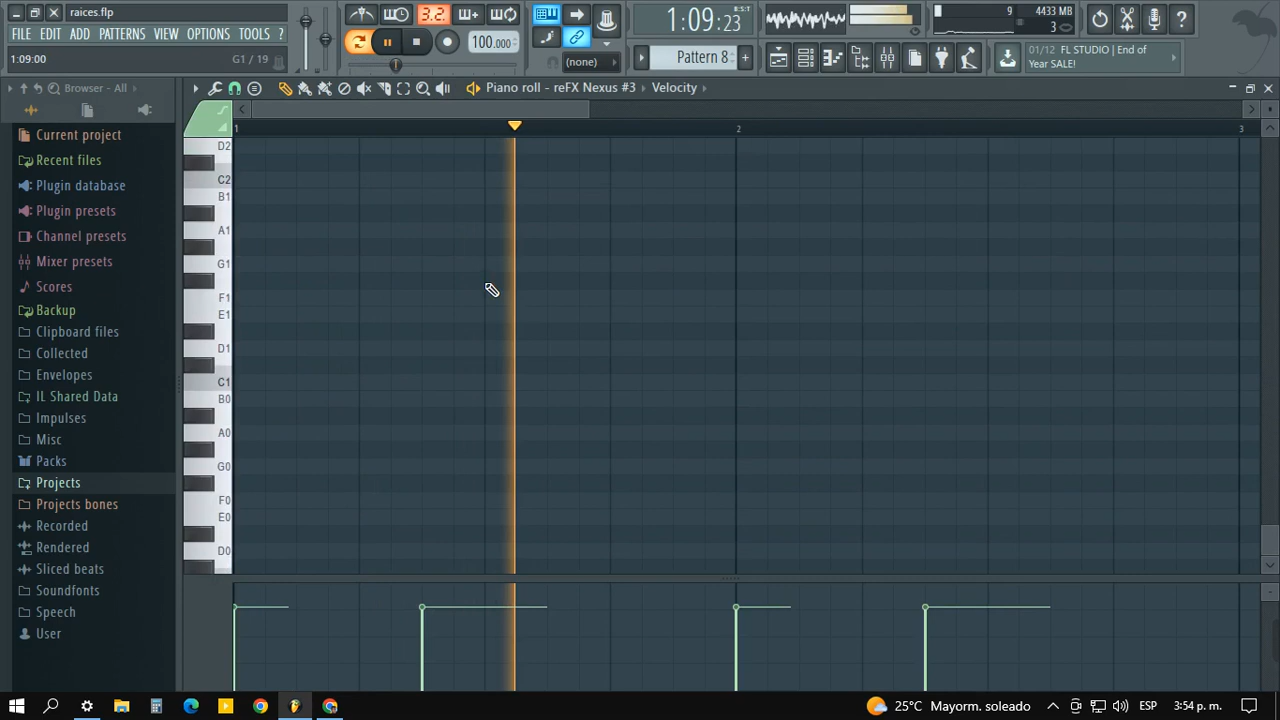 raices.flp
FILE EDIT ADD PATTERNS VIEW OPTIONS TOOLS ?
1:09:00 G1 / 19
3.2.
100.000
1:09:23
B:S:T
(none)
Pattern 8
9 4433 MB
3
01/12 FL STUDIO | End of
Year SALE!
Browser - All
Piano roll - reFX Nexus #3 Velocity
Current project
Recent files
Plugin database
Plugin presets
Channel presets
Mixer presets
Scores
Backup
Clipboard files
Collected
Envelopes
IL Shared Data
Impulses
Misc
Packs
Projects
Projects bones
Recorded
Rendered
Sliced beats
Soundfonts
Speech
User
1 2 3
D2
C2
B1
A1
G1
F1
E1
D1
C1
B0
A0
G0
F0
E0
D0
25°C Mayorm. soleado
ESP
3:54 p. m.